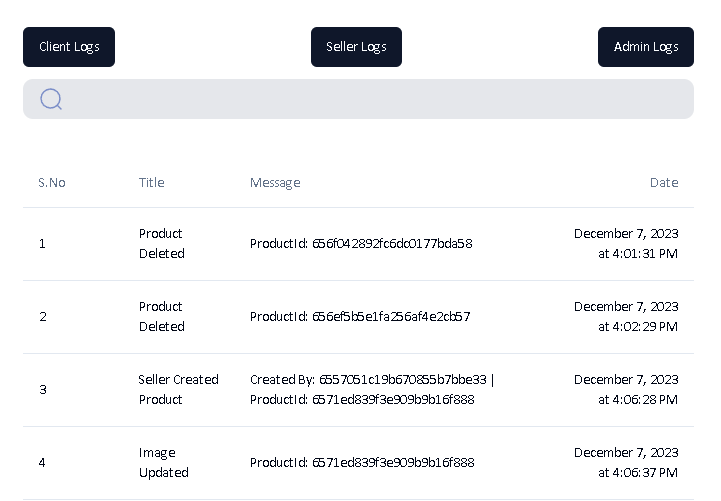 Client Logs
Seller Logs
Admin Logs
S.No
Title
Message
Date
1
Product
Deleted
ProductId: 656f042892fc6dc0177bda58
December 7, 2023
at 4:01:31 PM
2
Product
Deleted
ProductId: 656ef5b5e1fa256af4e2cb57
December 7, 2023
at 4:02:29 PM
3
Seller Created
Product
Created By: 6557051c19b670855b7bbe33 |
ProductId: 6571ed839f3e909b9b16f888
December 7, 2023
at 4:06:28 PM
4
Image
Updated
ProductId: 6571ed839f3e909b9b16f888
December 7, 2023
at 4:06:37 PM